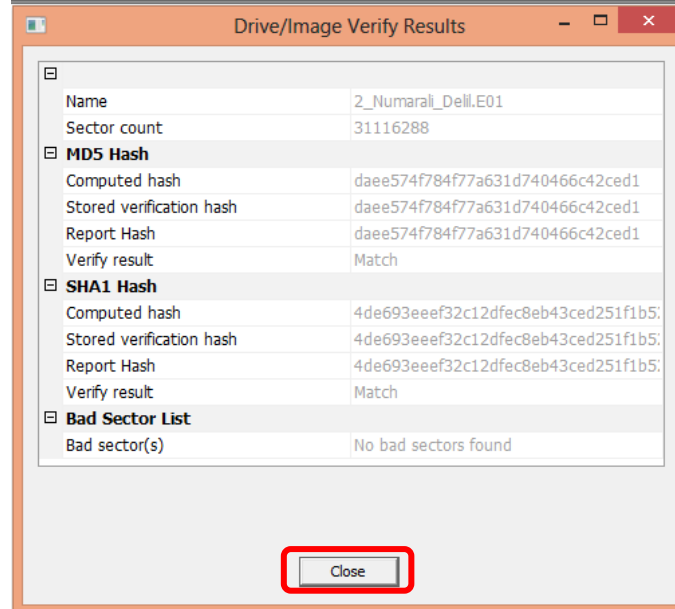 Drive/Image Verify Results
Name 2_Numarali_Delil.E01
Sector count 31116288
MD5 Hash
Computed hash daee574f784f77a631d740466c42ced1
Stored verification hash daee574f784f77a631d740466c42ced1
Report Hash daee574f784f77a631d740466c42ced1
Verify result Match
SHA1 Hash
Computed hash 4de693eeef32c12dfec8eb43ced251f1b5
Stored verification hash 4de693eeef32c12dfec8eb43ced251f1b5
Report Hash 4de693eeef32c12dfec8eb43ced251f1b5
Verify result Match
Bad Sector List
Bad sector(s) No bad sectors found
Close